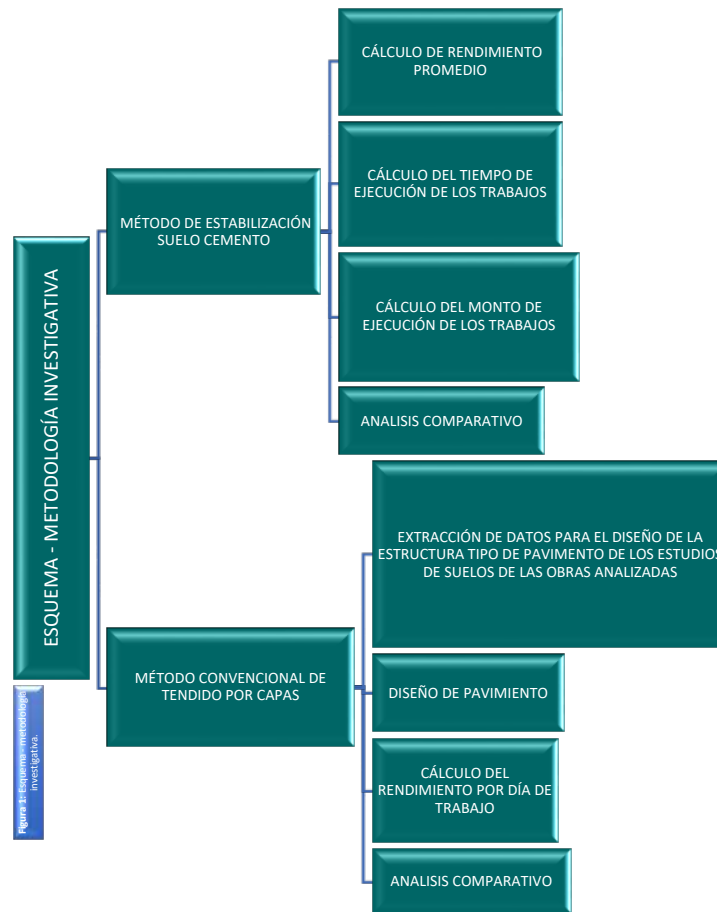 ESQUEMA - METODOLOGÍA INVESTIGATIVA
MÉTODO DE ESTABILIZACIÓN
SUELO CEMENTO
CÁLCULO DE RENDIMIENTO
PROMEDIO
CÁLCULO DEL TIEMPO DE
EJECUCIÓN DE LOS TRABAJOS
CÁLCULO DEL MONTO DE
EJECUCIÓN DE LOS TRABAJOS
ANALISIS COMPARATIVO
MÉTODO CONVENCIONAL DE
TENDIDO POR CAPAS
EXTRACCIÓN DE DATOS PARA EL DISEÑO DE LA
ESTRUCTURA TIPO DE PAVIMENTO DE LOS ESTUDIOS
DE SUELOS DE LAS OBRAS ANALIZADAS
DISEÑO DE PAVIMIENTO
CÁLCULO DEL
RENDIMIENTO POR DÍA DE
TRABAJO
ANALISIS COMPARATIVO
Figura 1: Esquema - metodología
investigativa.